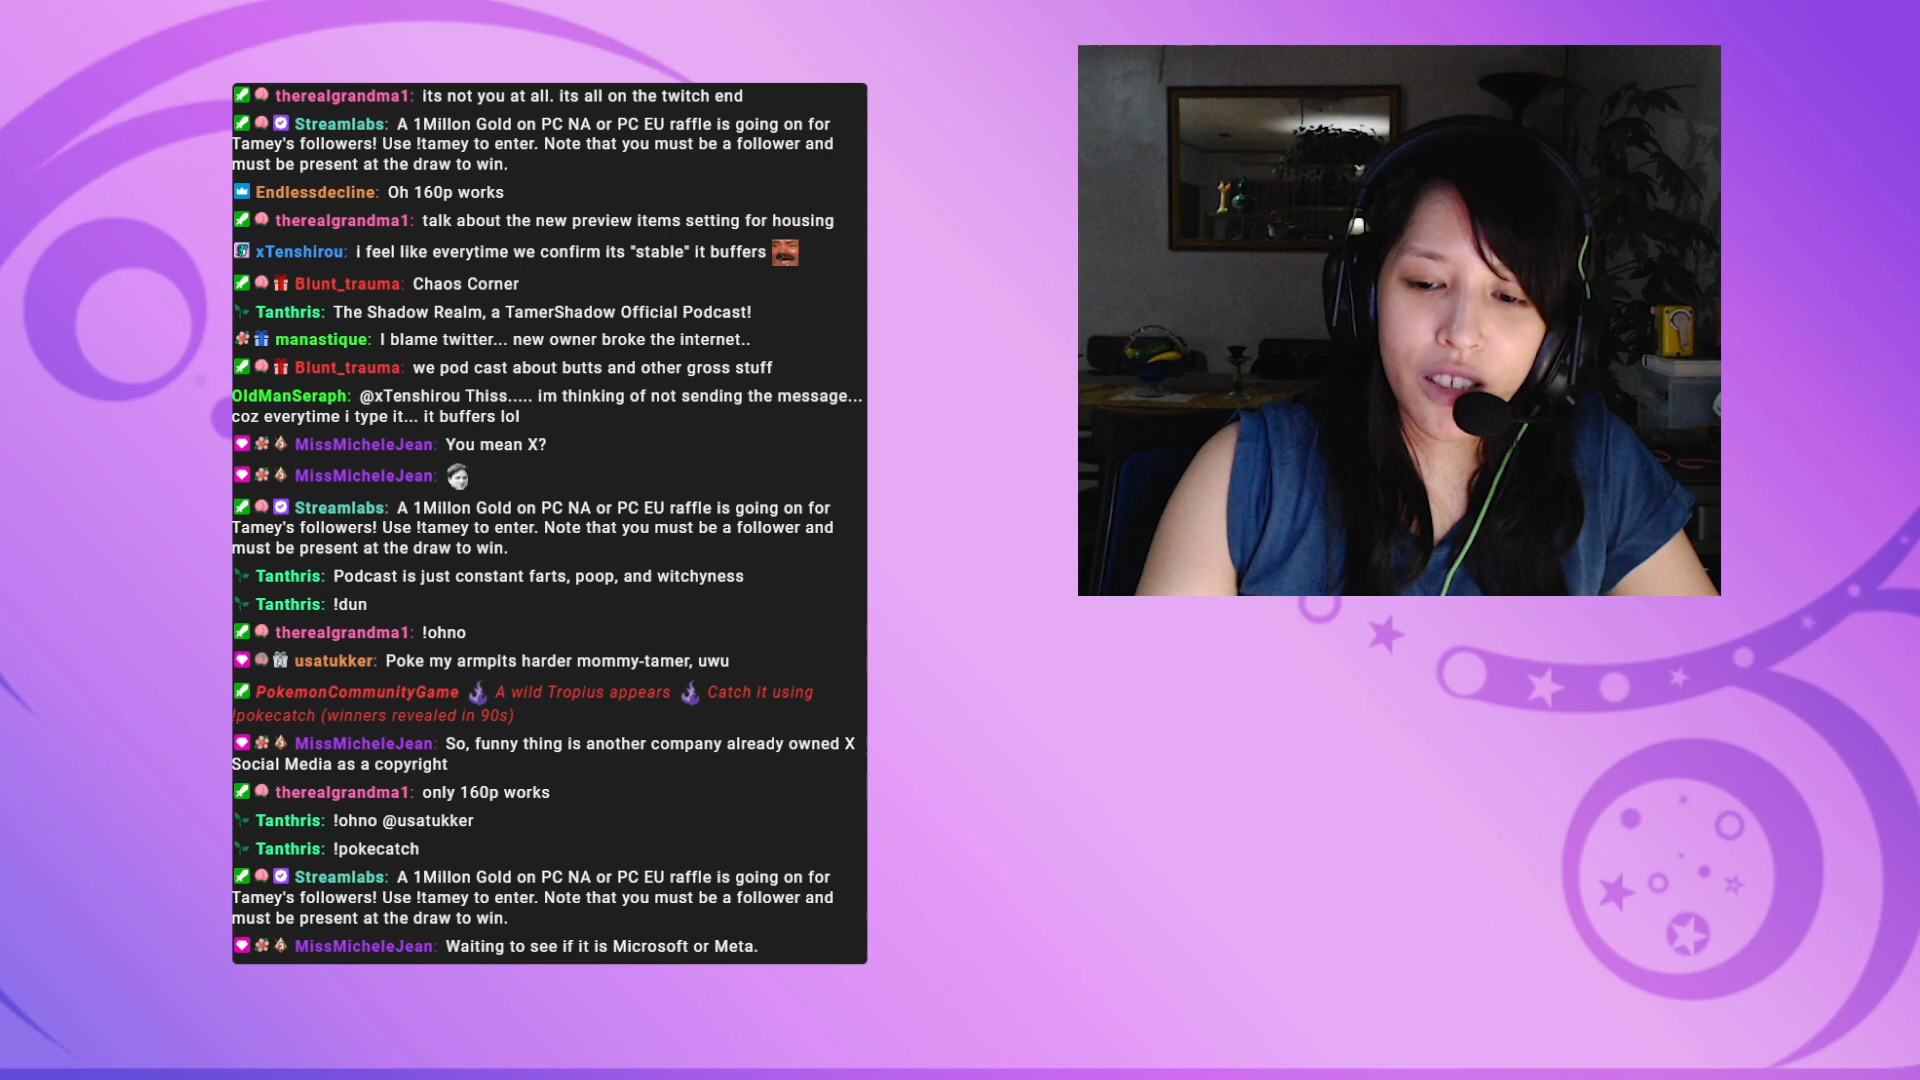 therealgrandma1: its not you at all. its all on the twitch end
Streamlabs: A 1Millon Gold on PC NA or PC EU raffle is going on for
Tamey's followers! Use !tamey to enter. Note that you must be a follower and
must be present at the draw to win.
Endlessdecline: Oh 160p works
therealgrandma1: talk about the new preview items setting for housing
xTenshirou: i feel like everytime we confirm its "stable" it buffers
Blunt_trauma: Chaos Corner
Tanthris: The Shadow Realm, a TamerShadow Official Podcast!
manastique: I blame twitter... new owner broke the internet..
Blunt_trauma: we pod cast about butts and other gross stuff
OldManSeraph: @xTenshirou Thiss..... im thinking of not sending the message...
coz everytime i type it... it buffers lol
MissMicheleJean: You mean X?
MissMicheleJean:
Streamlabs: A 1Millon Gold on PC NA or PC EU raffle is going on for
Tamey's followers! Use !tamey to enter. Note that you must be a follower and
must be present at the draw to win.
Tanthris: Podcast is just constant farts, poop, and witchyness
Tanthris: !dun
therealgrandma1: !ohno
usatukker: Poke my armpits harder mommy-tamer, uwu
PokemonCommunityGame A wild Tropius appears Catch it using
!pokecatch (winners revealed in 90s)
MissMicheleJean: So, funny thing is another company already owned X
Social Media as a copyright
therealgrandma1: only 160p works
Tanthris: !ohno @usatukker
Tanthris: !pokecatch
Streamlabs: A 1Millon Gold on PC NA or PC EU raffle is going on for
Tamey's followers! Use !tamey to enter. Note that you must be a follower and
must be present at the draw to win.
MissMicheleJean: Waiting to see if it is Microsoft or Meta.